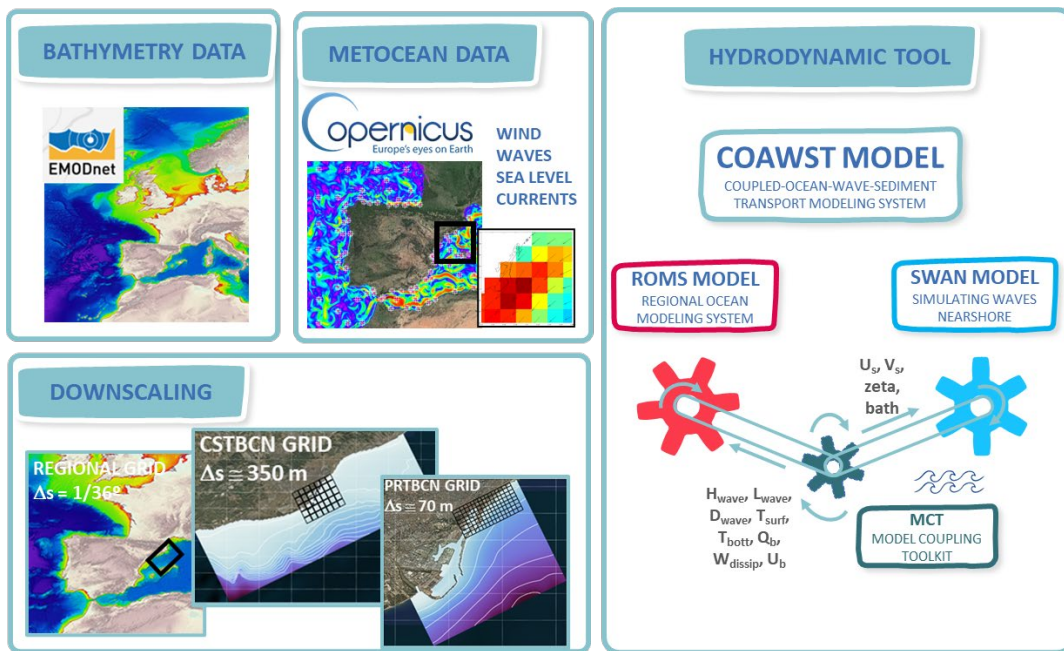 BATHYMETRY DATA
EMODnet
METOCEAN DATA
opernicus
Europe's eyes on Earth
WIND
WAVES
SEA LEVEL
CURRENTS
DOWNSCALING
REGIONAL GRID
Δs = 1/36º
CSTBCN GRID
Δs ≅ 350 m
PRTBCN GRID
Δs ≅ 70 m
HYDRODYNAMIC TOOL
COAWST MODEL
COUPLED-OCEAN-WAVE-SEDIMENT
TRANSPORT MODELING SYSTEM
ROMS MODEL
REGIONAL OCEAN
MODELING SYSTEM
SWAN MODEL
SIMULATING WAVES
NEARSHORE
Us, Vs,
zeta,
bath
Hwave, Lwave,
Dwave, Tsurf,
Tbott, Qb,
Wdissip, Ub
MCT
MODEL COUPLING
TOOLKIT